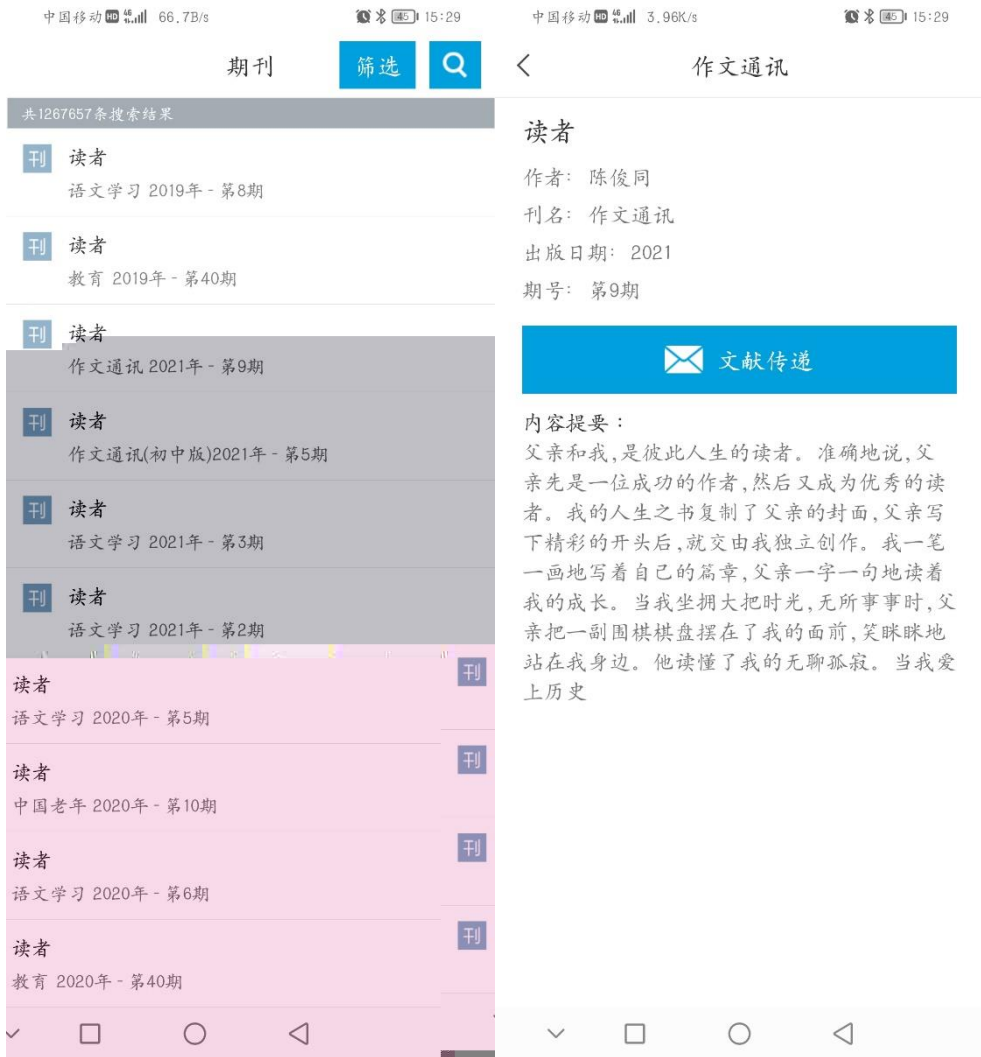 中国移动 HD 46 66.7B/s 45 15:29
期刊 筛选
共1267657条搜索结果
刊 读者
语文学习 2019年-第8期
刊 读者
教育 2019年-第40期
刊 读者
作文通讯 2021年-第9期
刊 读者
作文通讯(初中版)2021年-第5期
刊 读者
语文学习 2021年-第3期
刊 读者
语文学习 2021年-第2期
读者 刊
语文学习 2020年-第5期
读者 刊
中国老年 2020年-第10期
读者 刊
语文学习 2020年-第6期
读者 刊
教育 2020年-第40期
中国移动 HD 46 3.96K/s 45 15:29
作文通讯
读者
作者: 陈俊同
刊名: 作文通讯
出版日期: 2021
期号: 第9期
文献传递
内容提要：
父亲和我,是彼此人生的读者。准确地说,父
亲先是一位成功的作者,然后又成为优秀的读
者。我的人生之书复制了父亲的封面,父亲写
下精彩的开头后,就交由我独立创作。我一笔
一画地写着自己的篇章,父亲一字一句地读着
我的成长。当我坐拥大把时光,无所事事时,父
亲把一副围棋棋盘摆在了我的面前,笑眯眯地
站在我身边。他读懂了我的无聊孤寂。当我爱
上历史